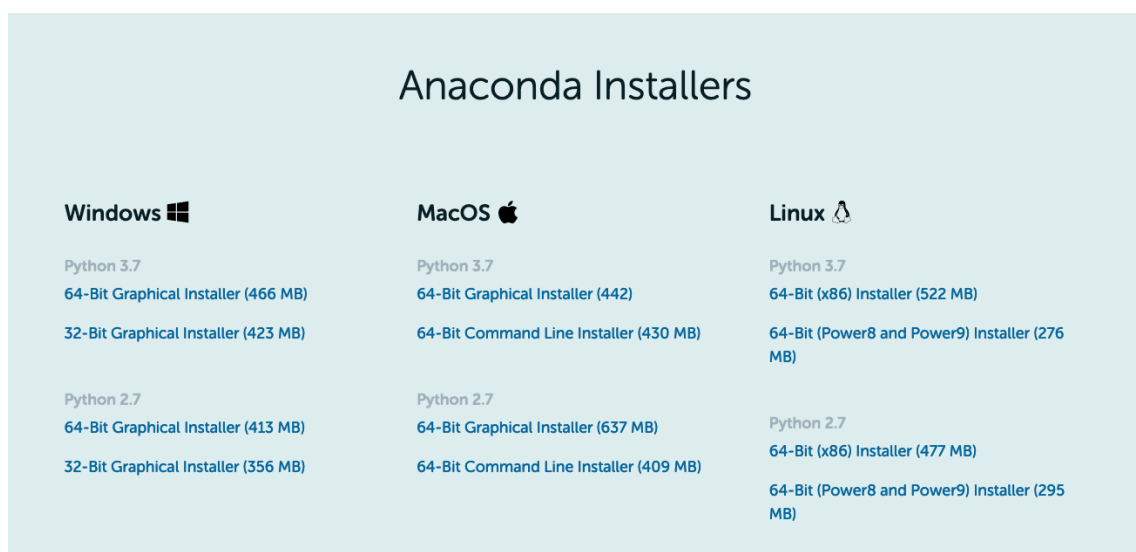 Anaconda Installers
Windows
Python 3.7
64-Bit Graphical Installer (466 MB)
32-Bit Graphical Installer (423 MB)
Python 2.7
64-Bit Graphical Installer (413 MB)
32-Bit Graphical Installer (356 MB)
MacOS
Python 3.7
64-Bit Graphical Installer (442)
64-Bit Command Line Installer (430 MB)
Python 2.7
64-Bit Graphical Installer (637 MB)
64-Bit Command Line Installer (409 MB)
Linux
Python 3.7
64-Bit (x86) Installer (522 MB)
64-Bit (Power8 and Power9) Installer (276
MB)
Python 2.7
64-Bit (x86) Installer (477 MB)
64-Bit (Power8 and Power9) Installer (295
MB)